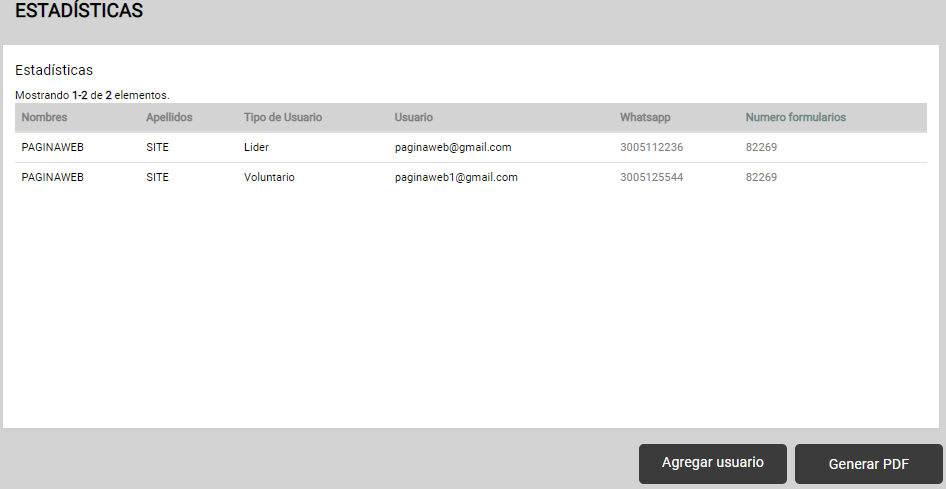 ESTADÍSTICAS
Estadísticas
Mostrando 1-2 de 2 elementos.
Nombres Apellidos Tipo de Usuario Usuario Whatsapp Numero formularios
PAGINAWEB SITE Lider paginaweb@gmail.com 3005112236 82269
PAGINAWEB SITE Voluntario paginaweb1@gmail.com 3005125544 82269
Agregar usuario Generar PDF